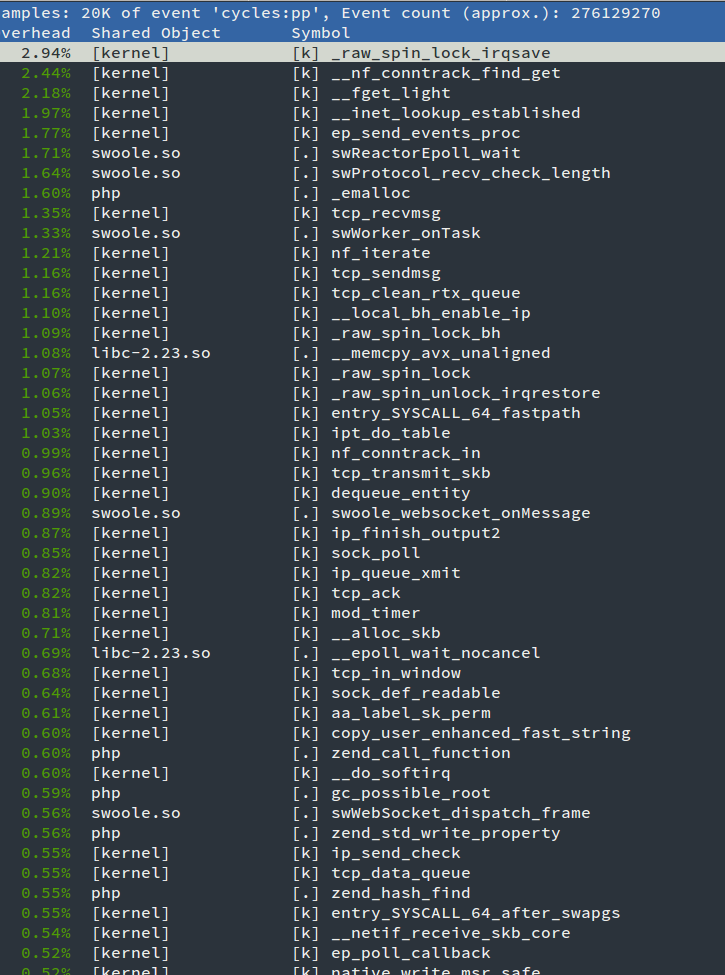 amples: 20K of event 'cycles:pp', Event count (approx.): 276129270
verhead  Shared Object  Symbol
2.94%  [kernel]  [k] _raw_spin_lock_irqsave
2.44%  [kernel]  [k] __nf_conntrack_find_get
2.18%  [kernel]  [k] __fget_light
1.97%  [kernel]  [k] __inet_lookup_established
1.77%  [kernel]  [k] ep_send_events_proc
1.71%  swoole.so  [.] swReactorEpoll_wait
1.64%  swoole.so  [.] swProtocol_recv_check_length
1.60%  php  [.] _emalloc
1.35%  [kernel]  [k] tcp_recvmsg
1.33%  swoole.so  [.] swWorker_onTask
1.21%  [kernel]  [k] nf_iterate
1.16%  [kernel]  [k] tcp_sendmsg
1.16%  [kernel]  [k] tcp_clean_rtx_queue
1.10%  [kernel]  [k] __local_bh_enable_ip
1.09%  [kernel]  [k] _raw_spin_lock_bh
1.08%  libc-2.23.so  [.] __memcpy_avx_unaligned
1.07%  [kernel]  [k] _raw_spin_lock
1.06%  [kernel]  [k] _raw_spin_unlock_irqrestore
1.05%  [kernel]  [k] entry_SYSCALL_64_fastpath
1.03%  [kernel]  [k] ipt_do_table
0.99%  [kernel]  [k] nf_conntrack_in
0.96%  [kernel]  [k] tcp_transmit_skb
0.90%  [kernel]  [k] dequeue_entity
0.89%  swoole.so  [.] swoole_websocket_onMessage
0.87%  [kernel]  [k] ip_finish_output2
0.85%  [kernel]  [k] sock_poll
0.82%  [kernel]  [k] ip_queue_xmit
0.82%  [kernel]  [k] tcp_ack
0.81%  [kernel]  [k] mod_timer
0.71%  [kernel]  [k] __alloc_skb
0.69%  libc-2.23.so  [.] __epoll_wait_nocancel
0.68%  [kernel]  [k] tcp_in_window
0.64%  [kernel]  [k] sock_def_readable
0.61%  [kernel]  [k] aa_label_sk_perm
0.60%  [kernel]  [k] copy_user_enhanced_fast_string
0.60%  php  [.] zend_call_function
0.60%  [kernel]  [k] __do_softirq
0.59%  php  [.] gc_possible_root
0.56%  swoole.so  [.] swWebSocket_dispatch_frame
0.56%  php  [.] zend_std_write_property
0.55%  [kernel]  [k] ip_send_check
0.55%  [kernel]  [k] tcp_data_queue
0.55%  php  [.] zend_hash_find
0.55%  [kernel]  [k] entry_SYSCALL_64_after_swapgs
0.54%  [kernel]  [k] __netif_receive_skb_core
0.52%  [kernel]  [k] ep_poll_callback
0.52%  [kernel]  [k] native_write_msr_safe